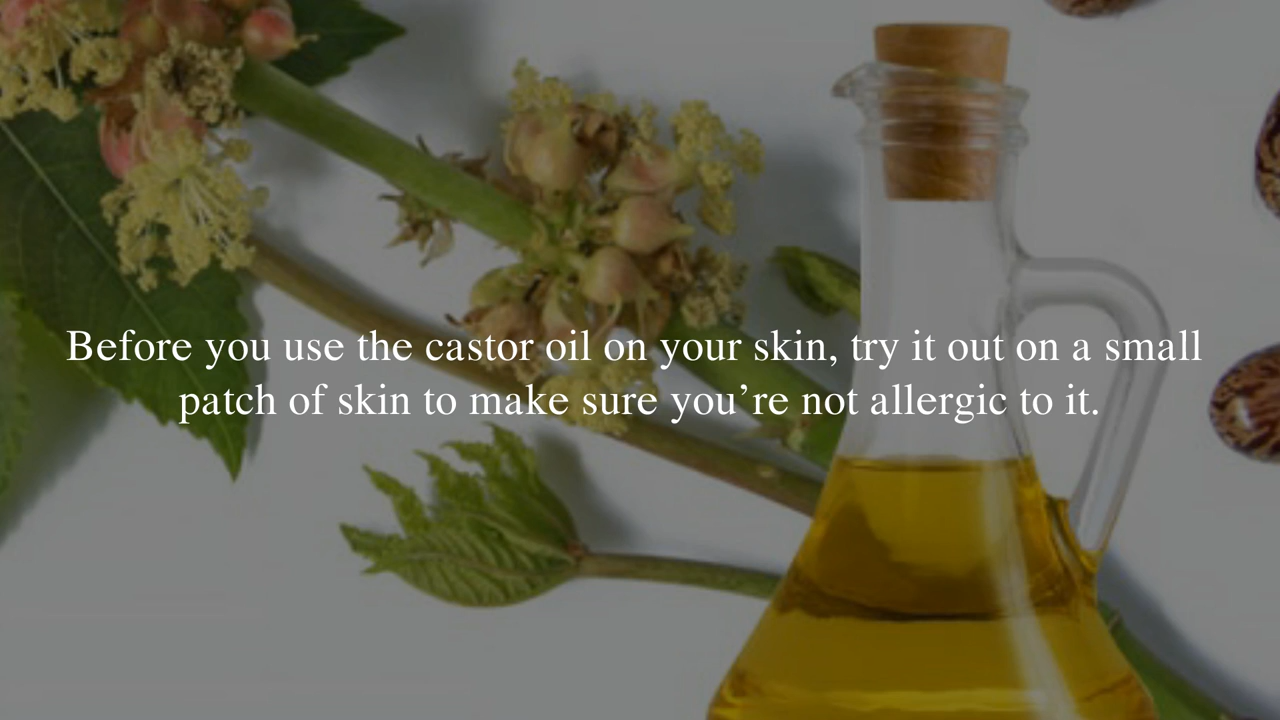 Before you use the castor oil on your skin, try it out on a small
patch of skin to make sure you’re not allergic to it.